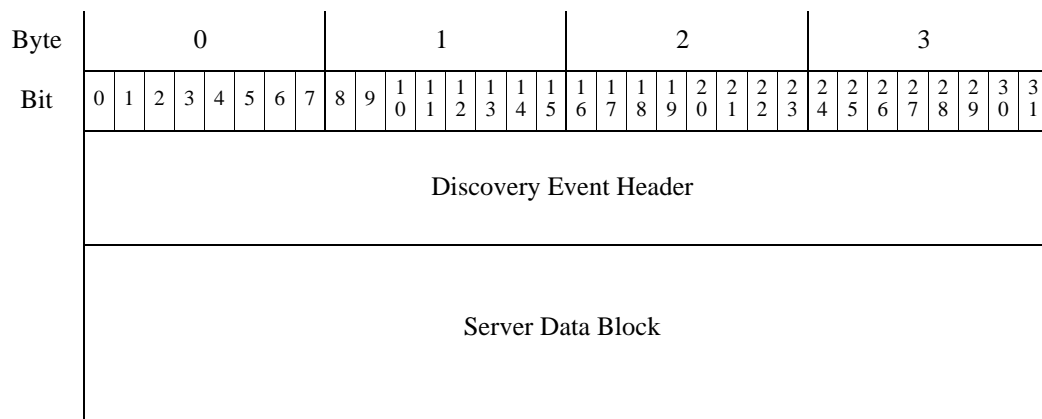 Byte 0 1 2 3
Bit 0 1 2 3 4 5 6 7 8 9 10 11 12 13 14 15 16 17 18 19 20 21 22 23 24 25 26 27 28 29 30 31
Discovery Event Header
Server Data Block